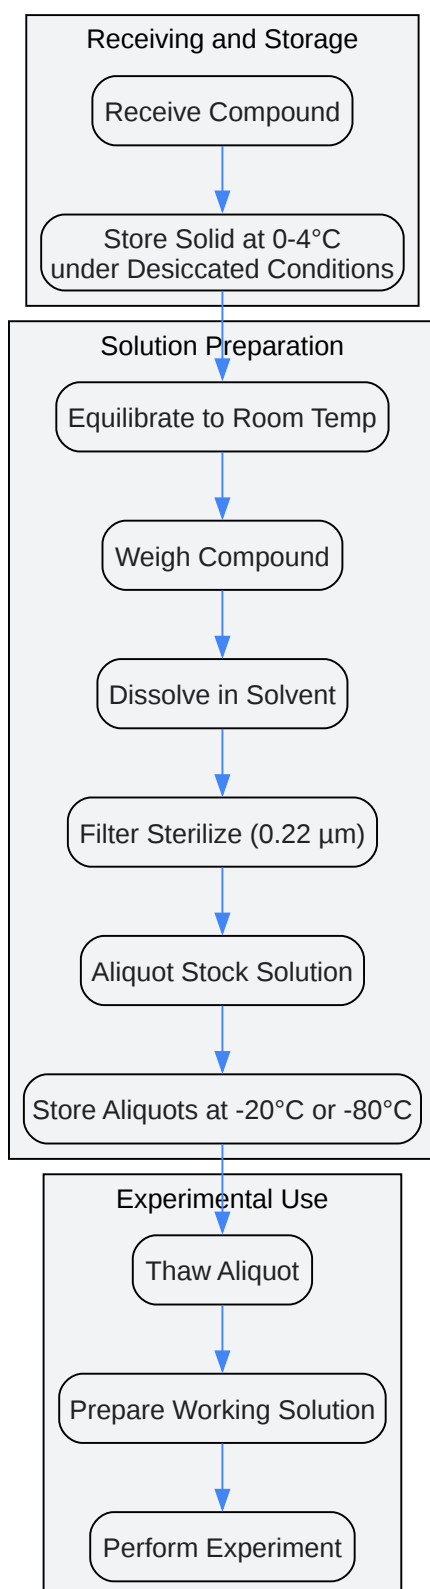 Receiving and Storage
Receive Compound
Store Solid at 0-4°C
under Desiccated Conditions
Solution Preparation
Equilibrate to Room Temp
Weigh Compound
Dissolve in Solvent
Filter Sterilize (0.22 µm)
Aliquot Stock Solution
Store Aliquots at -20°C or -80°C
Experimental Use
Thaw Aliquot
Prepare Working Solution
Perform Experiment